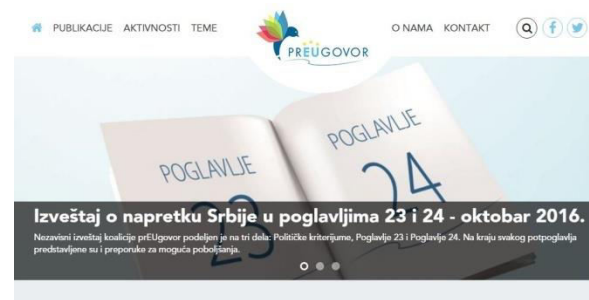 PUBLIKACIJE AKTIVNOSTI TEME
PREUGOVOR
O NAMA KONTAKT
POGLAVLJE
23
POGLAVLJE
24
Izveštaj o napretku Srbije u poglavljima 23 i 24 - oktobar 2016.
Nezavisni izveštaj koalicije prEUgovor podeljen je na tri dela: Političke kriterijume, Poglavlje 23 i Poglavlje 24. Na kraju svakog potpoglavlja
predstavljene su i preporuke za moguća poboljšanja.